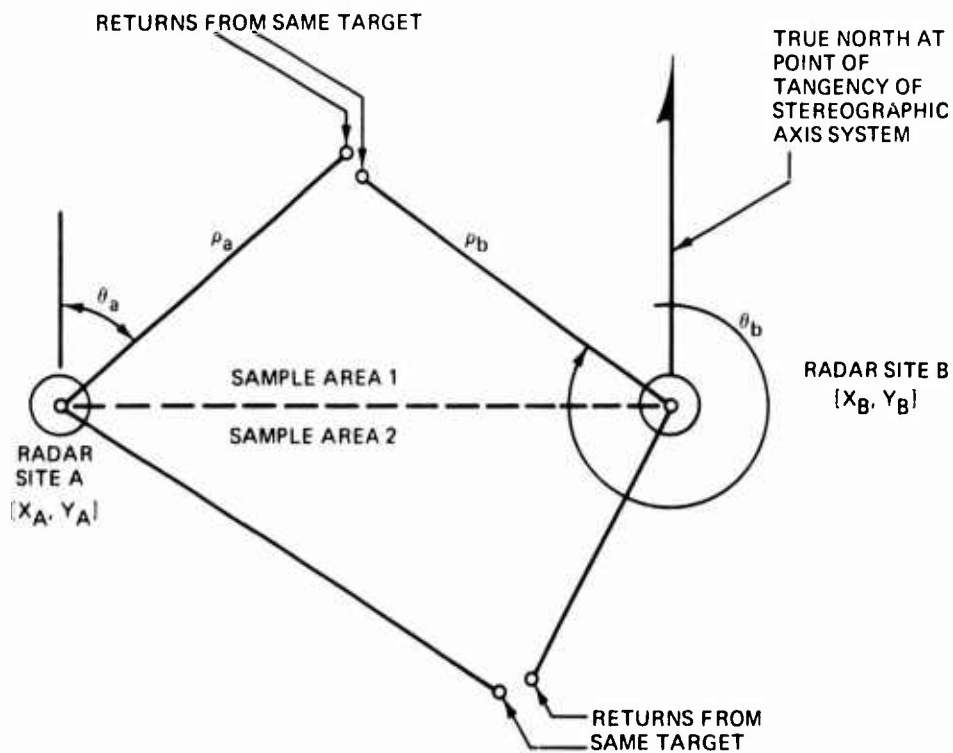 RETURNS FROM SAME TARGET
TRUE NORTH AT
POINT OF
TANGENCY OF
STEREOGRAPHIC
AXIS SYSTEM
ρa
ρb
θa
θb
SAMPLE AREA 1
SAMPLE AREA 2
RADAR
SITE A
[XA, YA]
RADAR SITE B
[XB, YB]
RETURNS FROM
SAME TARGET